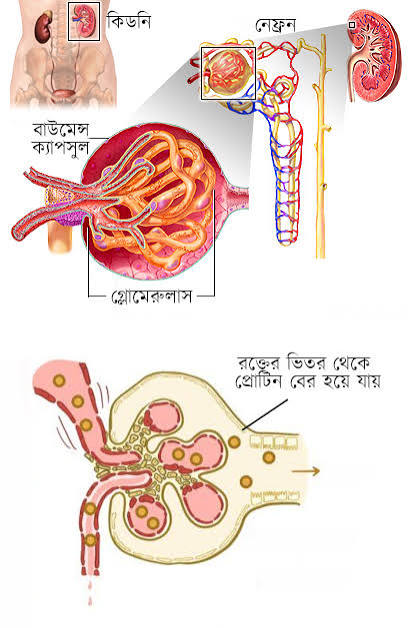 কিডনি
নেফ্রন
বাউমেন্স
ক্যাপসুল
গ্লোমেরুলাস
রক্তের ভিতর থেকে
প্রোটিন বের হয়ে যায়